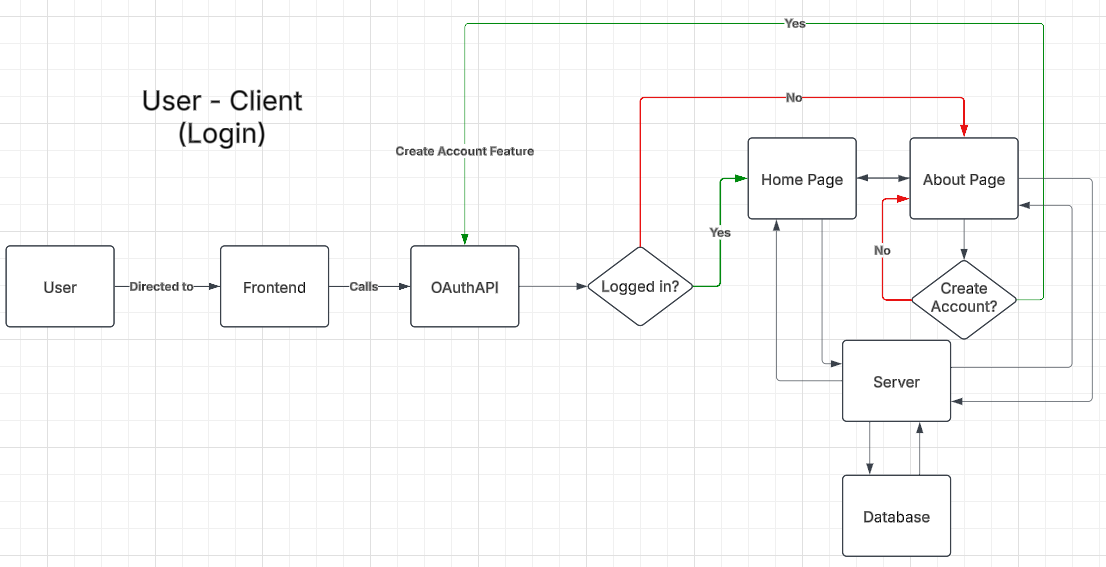 Yes
User - Client
(Login)
No
Create Account Feature
Home Page
About Page
Yes
No
User
Directed to
Frontend
Calls
OAuthAPI
Logged in?
Create
Account?
Server
Database